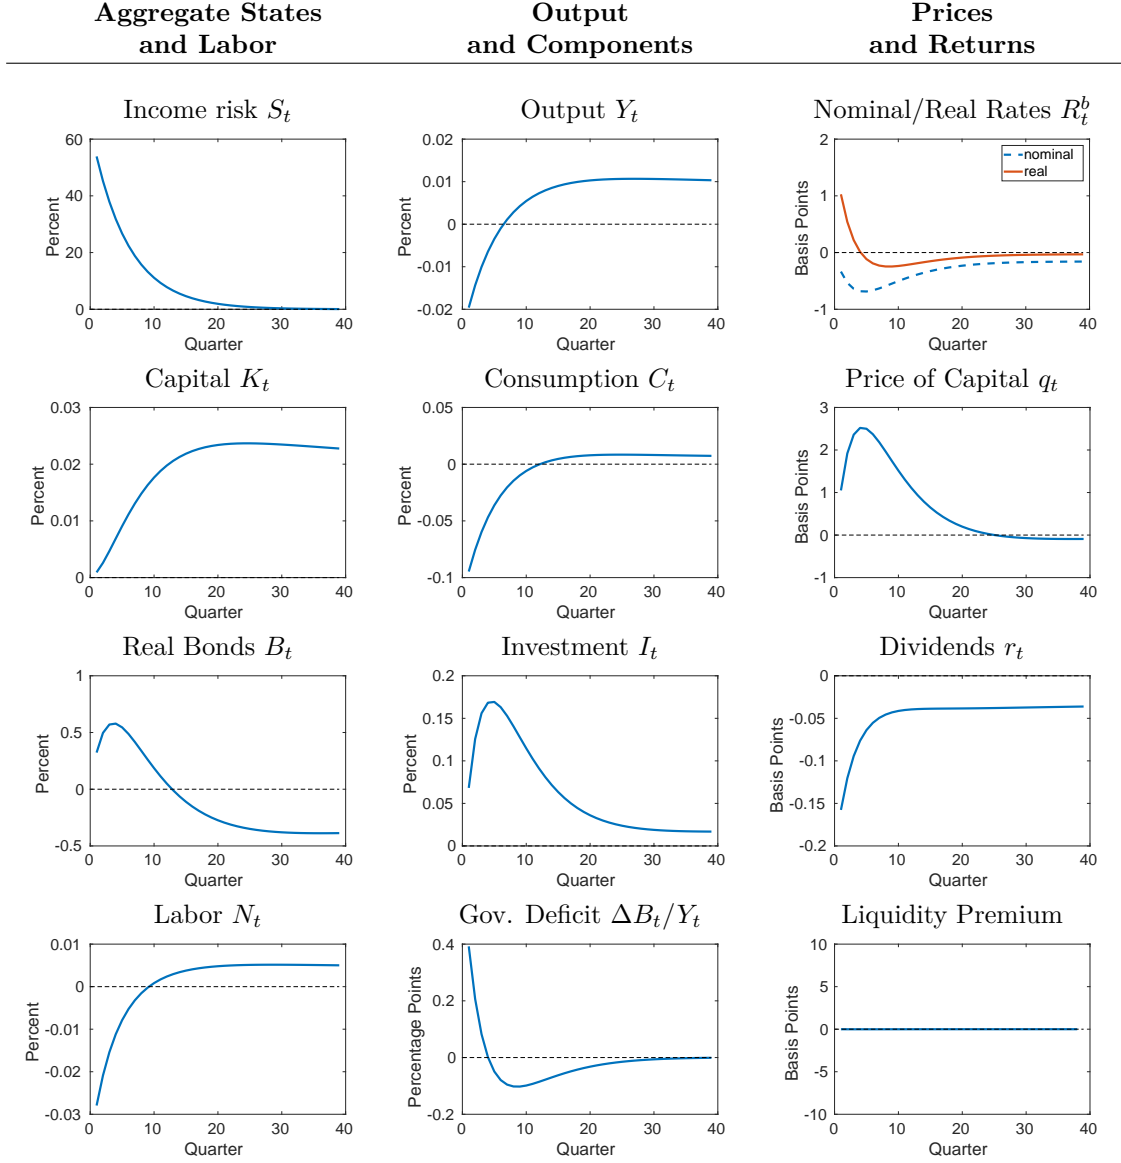 Aggregate States
and Labor
Output
and Components
Prices
and Returns
Income risk S_t
60
40
20
0
Percent
0 10 20 30 40
Quarter
Output Y_t
0.02
0.01
0
-0.01
-0.02
Percent
0 10 20 30 40
Quarter
Nominal/Real Rates R_t^b
2
1
0
-1
Basis Points
nominal
real
0 10 20 30 40
Quarter
Capital K_t
0.03
0.02
0.01
0
Percent
0 10 20 30 40
Quarter
Consumption C_t
0.05
0
-0.05
-0.1
Percent
0 10 20 30 40
Quarter
Price of Capital q_t
3
2
1
0
-1
Basis Points
0 10 20 30 40
Quarter
Real Bonds B_t
1
0.5
0
-0.5
Percent
0 10 20 30 40
Quarter
Investment I_t
0.2
0.15
0.1
0.05
0
Percent
0 10 20 30 40
Quarter
Dividends r_t
0
-0.05
-0.1
-0.15
-0.2
Basis Points
0 10 20 30 40
Quarter
Labor N_t
0.01
0
-0.01
-0.02
-0.03
Percent
0 10 20 30 40
Quarter
Gov. Deficit ΔB_t/Y_t
0.4
0.2
0
-0.2
Percentage Points
0 10 20 30 40
Quarter
Liquidity Premium
10
5
0
-5
-10
Basis Points
0 10 20 30 40
Quarter